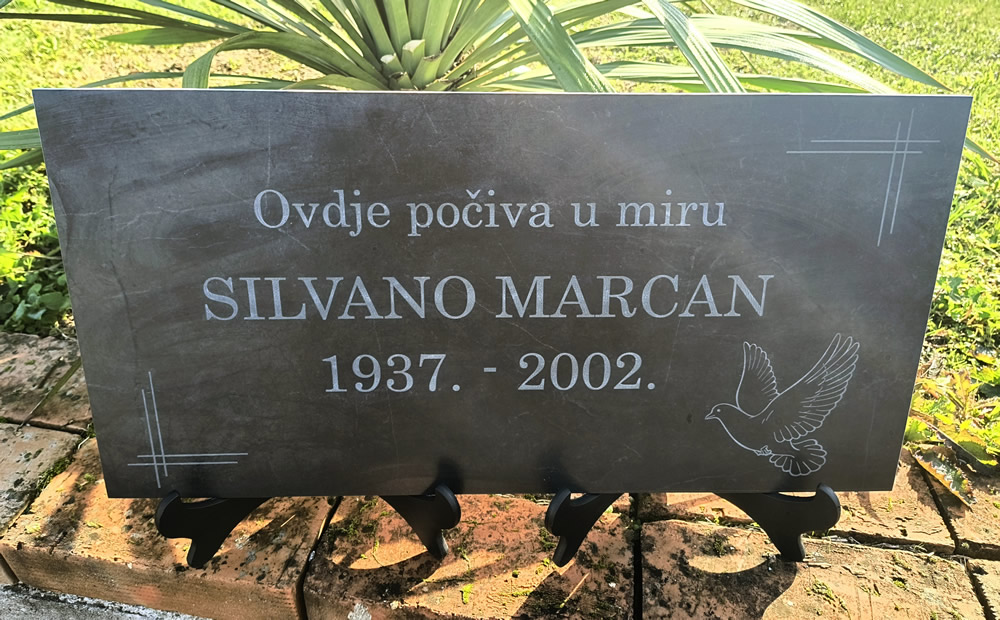 Ovdje počiva u miru
SILVANO MARCAN
1937. - 2002.